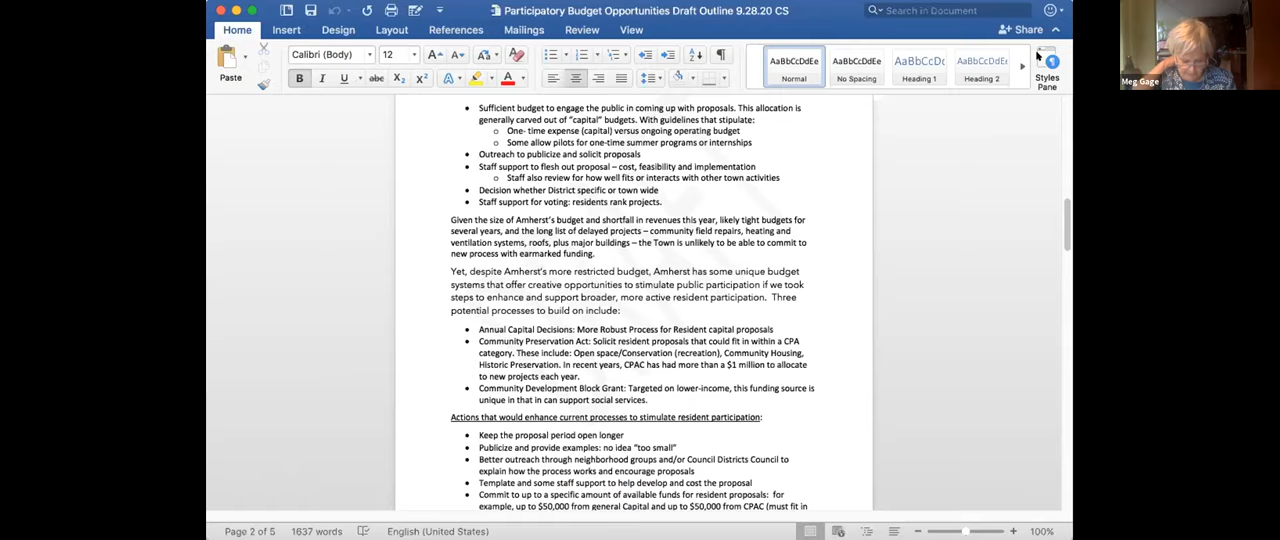 Participatory Budget Opportunities Draft Outline 9.28.20 CS
Search in Document
Home Insert Draw Design Layout References Mailings Review View
Share
Paste
Calibri (Body) 12
AaBbCcDdEe AaBbCcDdEe AaBbCcDc AaBbCcDdEe
Normal No Spacing Heading 1 Heading 2
Styles
Pane
Meg Gage
• Sufficient budget to engage the public in coming up with proposals. This allocation is
generally carved out of "capital" budgets. With guidelines that stipulate:
o One- time expense (capital) versus ongoing operating budget
o Some allow pilots for one-time summer programs or internships
• Outreach to publicize and solicit proposals
• Staff support to flesh out proposal – cost, feasibility and implementation
o Staff also review for how well fits or interacts with other town activities
• Decision whether District specific or town wide
• Staff support for voting: residents rank projects.
Given the size of Amherst's budget and shortfall in revenues this year, likely tight budgets for
several years, and the long list of delayed projects – community field repairs, heating and
ventilation systems, roofs, plus major buildings – the Town is unlikely to be able to commit to
new process with earmarked funding.
Yet, despite Amherst's more restricted budget, Amherst has some unique budget
systems that offer creative opportunities to stimulate public participation if we took
steps to enhance and support broader, more active resident participation. Three
potential processes to build on include:
• Annual Capital Decisions: More Robust Process for Resident capital proposals
• Community Preservation Act: Solicit resident proposals that could fit in within a CPA
category. These include: Open space/Conservation (recreation), Community Housing,
Historic Preservation. In recent years, CPAC has had more than a $1 million to allocate
to new projects each year.
• Community Development Block Grant: Targeted on lower-income, this funding source is
unique in that in can support social services.
Actions that would enhance current processes to stimulate resident participation:
• Keep the proposal period open longer
• Publicize and provide examples: no idea "too small"
• Better outreach through neighborhood groups and/or Council Districts Council to
explain how the process works and encourage proposals
• Template and some staff support to help develop and cost the proposal
• Commit to up to a specific amount of available funds for resident proposals: for
example, up to $50,000 from general Capital and up to $50,000 from CPAC (must fit in
Page 2 of 5 1637 words English (United States) 100%